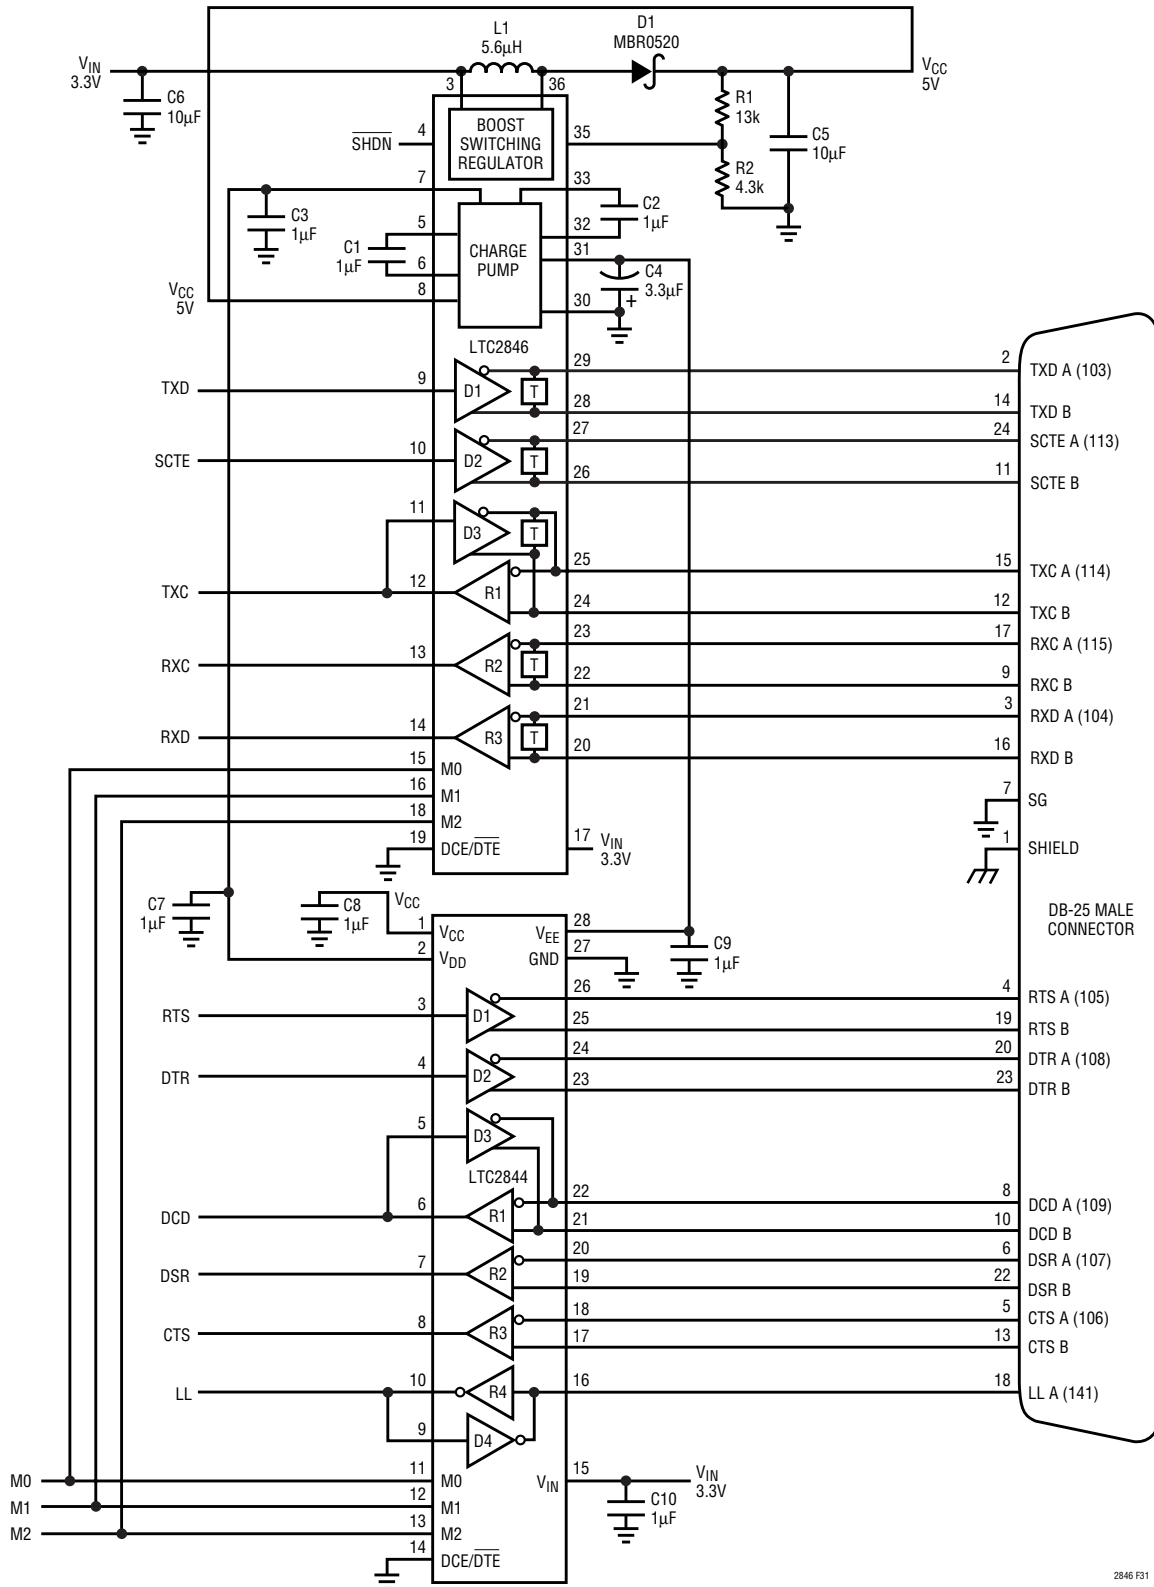 L1
5.6µH
D1
MBR0520
VIN
3.3V
3
36
VCC
5V
C6
10µF
R1
13k
BOOST
SWITCHING
REGULATOR
4
SHDN
35
C5
10µF
R2
4.3k
7
33
C3
1µF
C2
1µF
5
32
C1
1µF
CHARGE
PUMP
31
6
C4
3.3µF
+
VCC
5V
8
30
LTC2846
29
2
TXD A (103)
TXD
9
D1
T
28
14
TXD B
27
24
SCTE A (113)
SCTE
10
D2
T
26
11
SCTE B
11
D3
T
25
15
TXC A (114)
TXC
12
R1
24
12
TXC B
23
17
RXC A (115)
RXC
13
R2
T
22
9
RXC B
21
3
RXD A (104)
RXD
14
R3
T
20
16
RXD B
15
M0
16
M1
18
M2
19
DCE/DTE
17
VIN
3.3V
7
SG
1
SHIELD
DB-25 MALE
CONNECTOR
C7
1µF
C8
1µF
VCC
1
VCC
2
VDD
VEE
28
GND
27
C9
1µF
26
4
RTS A (105)
RTS
3
D1
25
19
RTS B
24
20
DTR A (108)
DTR
4
D2
23
23
DTR B
5
D3
LTC2844
22
8
DCD A (109)
DCD
6
R1
21
10
DCD B
20
6
DSR A (107)
DSR
7
R2
19
22
DSR B
18
5
CTS A (106)
CTS
8
R3
17
13
CTS B
LL
10
R4
16
18
LL A (141)
9
D4
M0
11
M0
VIN
15
VIN
3.3V
M1
12
M1
C10
1µF
M2
13
M2
14
DCE/DTE
2846 F31